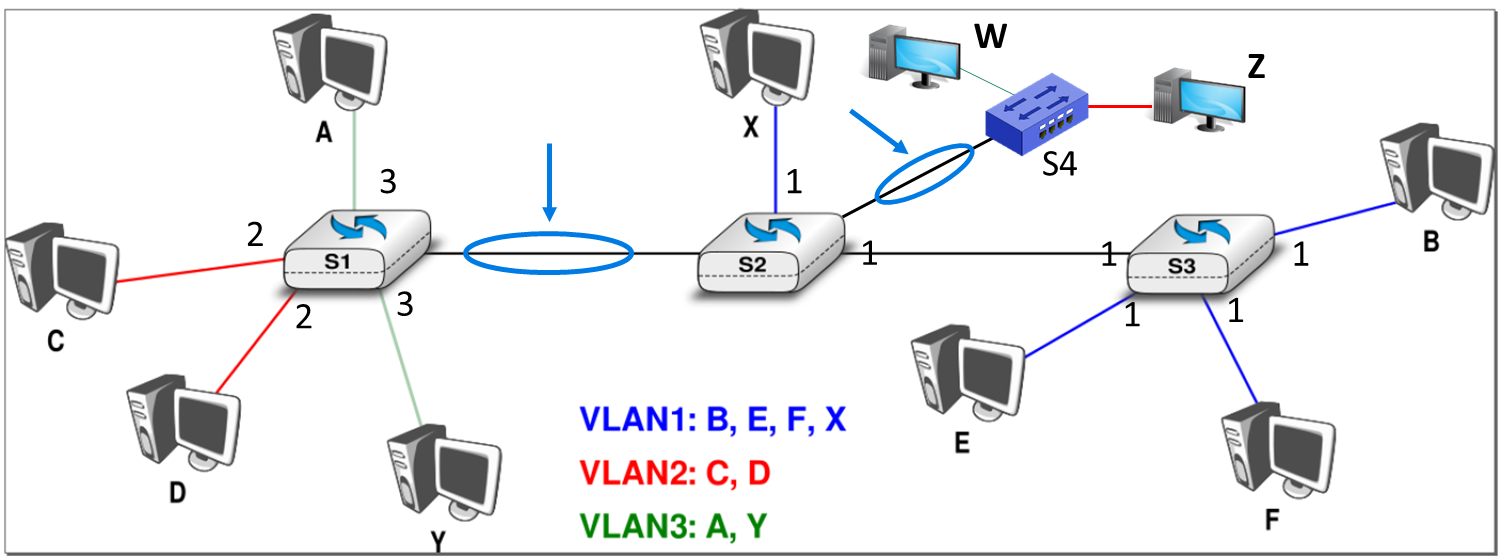 W
Z
A
X
S4
3
1
B
2
S1
S2
1
1
S3
1
C
2
3
1
1
D
Y
E
F
VLAN1: B, E, F, X
VLAN2: C, D
VLAN3: A, Y